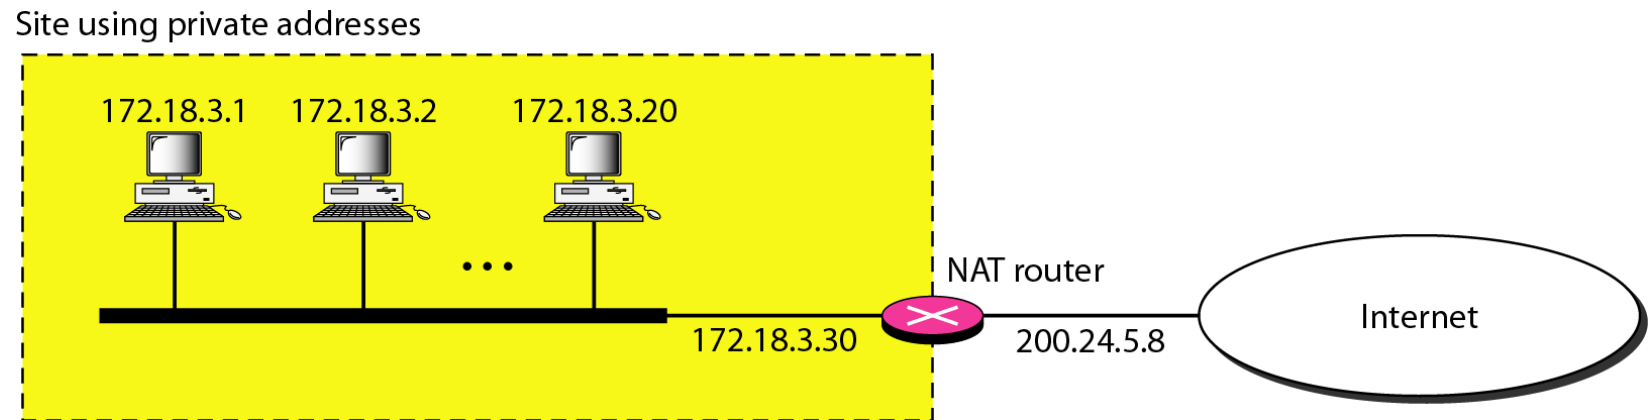 Site using private addresses
172.18.3.1
172.18.3.2
172.18.3.20
NAT router
172.18.3.30
200.24.5.8
Internet